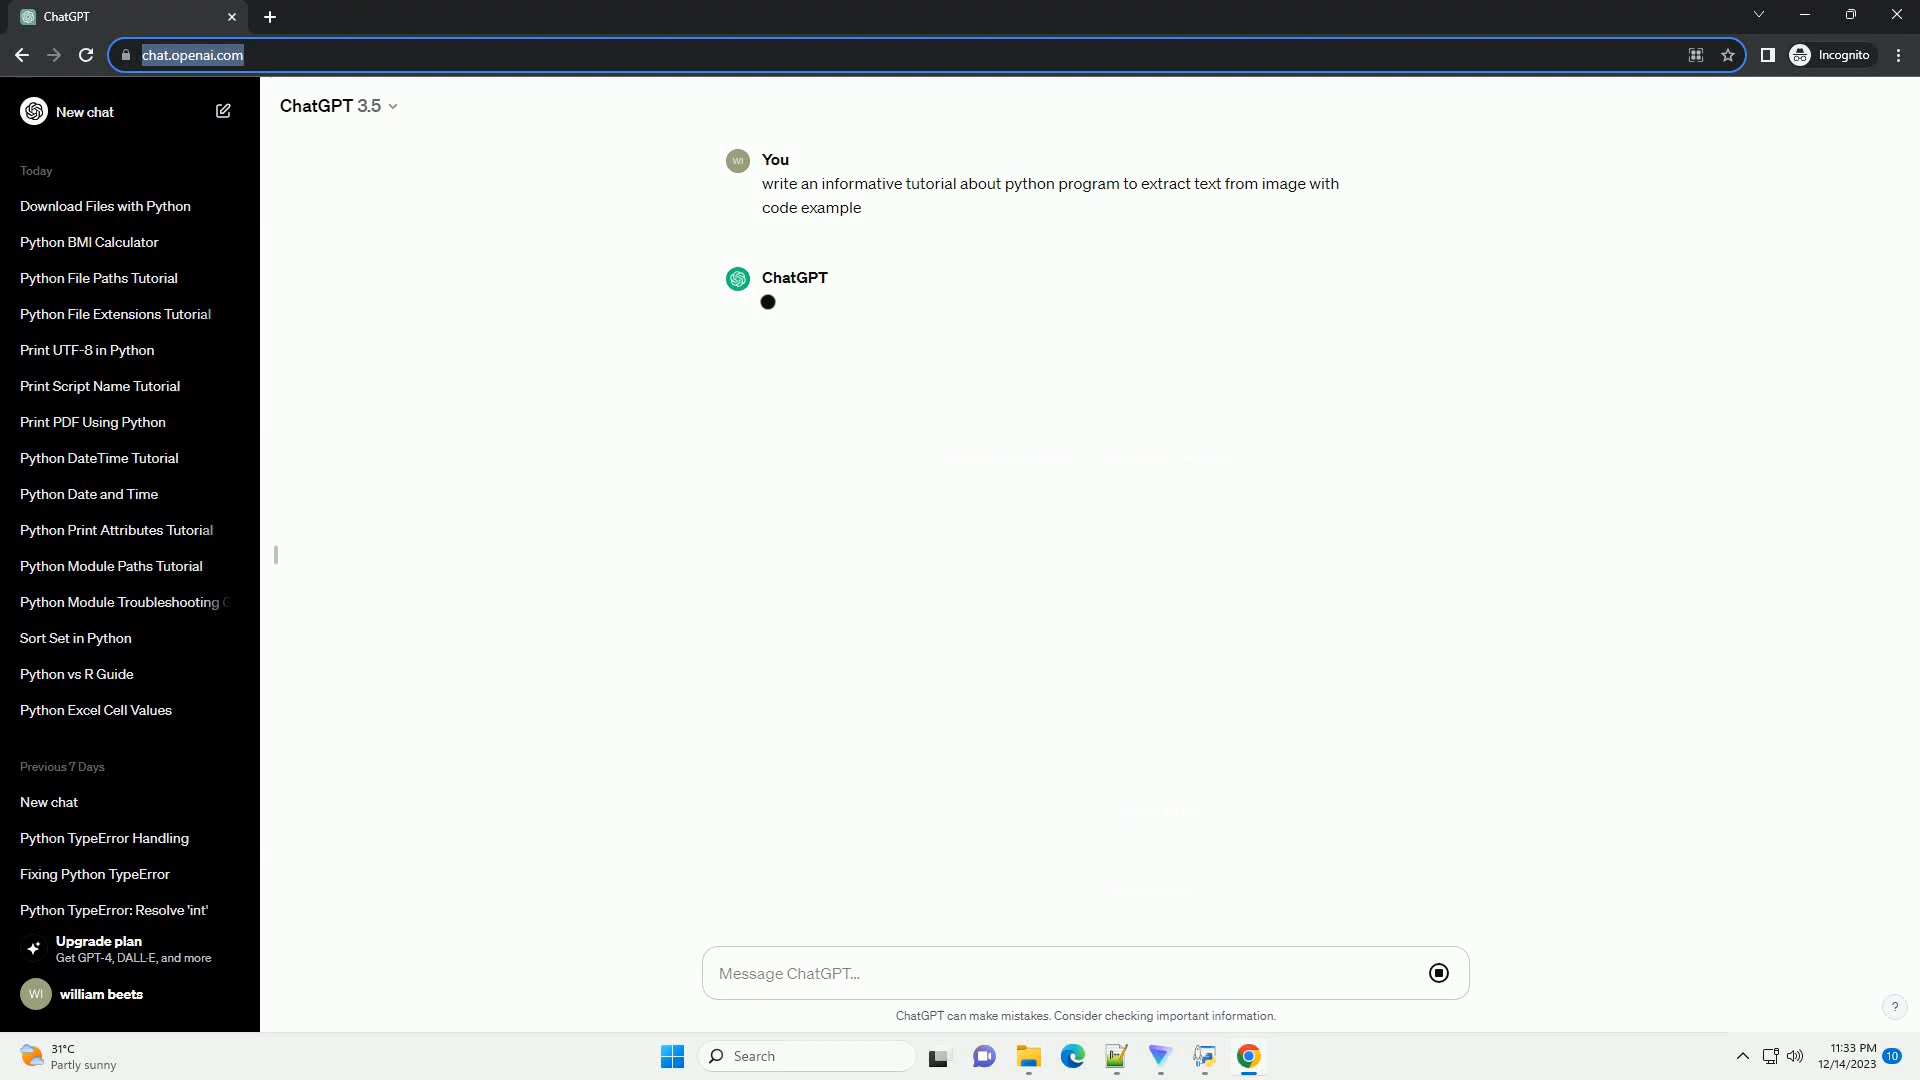 ChatGPT
chat.openai.com
Incognito
New chat
ChatGPT 3.5
Today
Download Files with Python
Python BMI Calculator
Python File Paths Tutorial
Python File Extensions Tutorial
Print UTF-8 in Python
Print Script Name Tutorial
Print PDF Using Python
Python DateTime Tutorial
Python Date and Time
Python Print Attributes Tutorial
Python Module Paths Tutorial
Python Module Troubleshooting G
Sort Set in Python
Python vs R Guide
Python Excel Cell Values
Previous 7 Days
New chat
Python TypeError Handling
Fixing Python TypeError
Python TypeError: Resolve 'int'
Upgrade plan
Get GPT-4, DALL·E, and more
WI william beets
WI You
write an informative tutorial about python program to extract text from image with
code example
ChatGPT
Message ChatGPT...
ChatGPT can make mistakes. Consider checking important information.
?
31°C
Partly sunny
Search
11:33 PM
12/14/2023
10